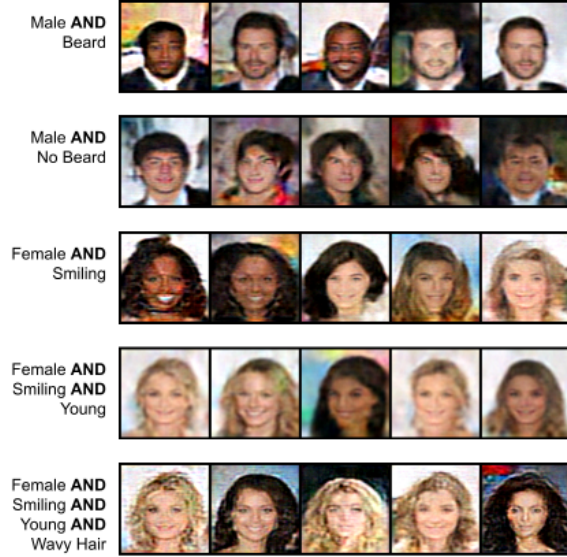 Male AND
Beard
Male AND
No Beard
Female AND
Smiling
Female AND
Smiling AND
Young
Female AND
Smiling AND
Young AND
Wavy Hair